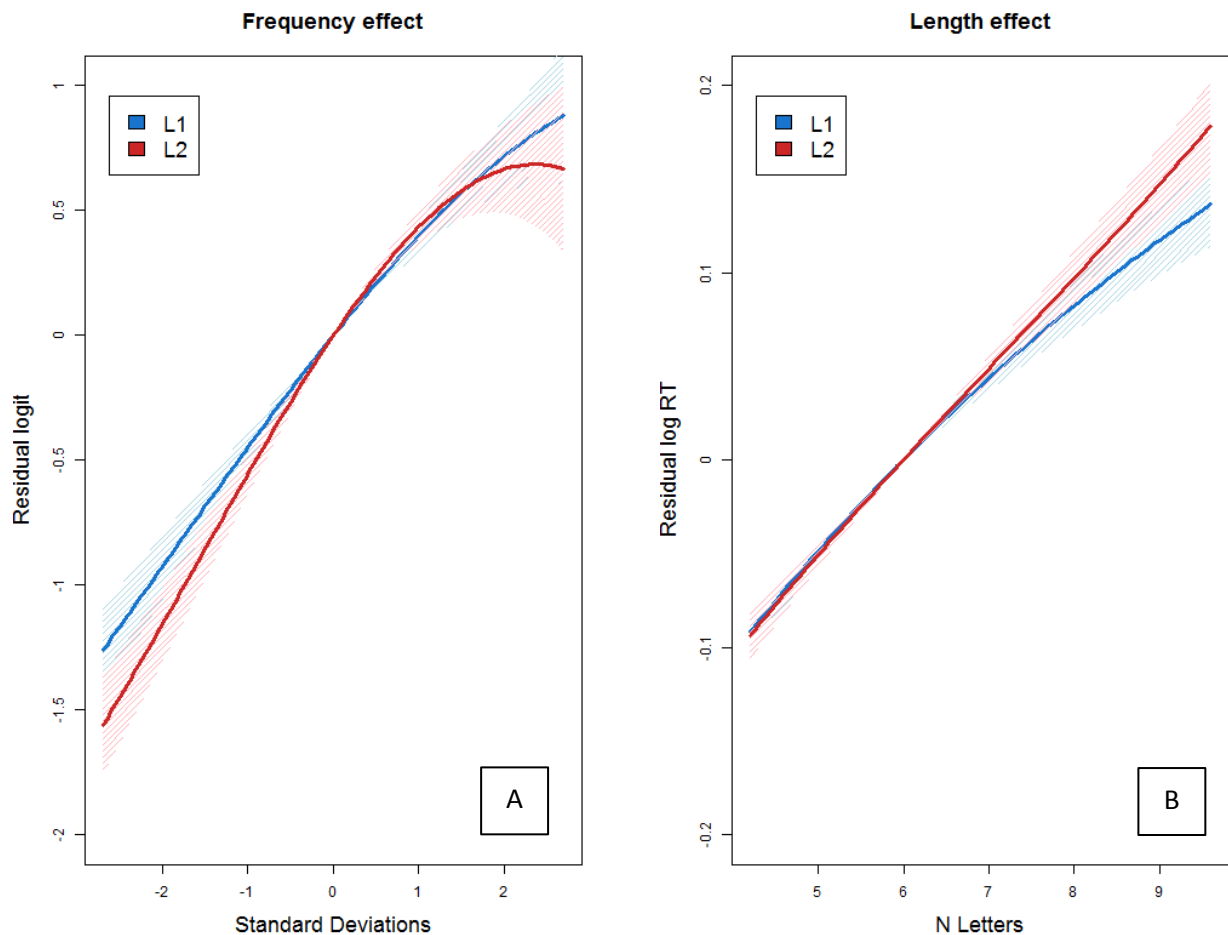 Frequency effect
Residual logit
1
0.5
0
-0.5
-1
-1.5
-2
L1
L2
A
-2 -1 0 1 2
Standard Deviations
Length effect
Residual log RT
0.2
0.1
0
-0.1
-0.2
L1
L2
B
5 6 7 8 9
N Letters